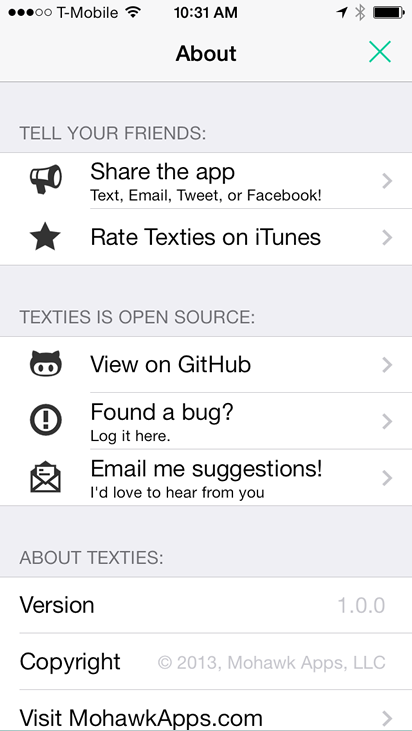 T-Mobile 10:31 AM
About
TELL YOUR FRIENDS:
Share the app
Text, Email, Tweet, or Facebook!
Rate Texties on iTunes
TEXTIES IS OPEN SOURCE:
View on GitHub
Found a bug?
Log it here.
Email me suggestions!
I'd love to hear from you
ABOUT TEXTIES:
Version 1.0.0
Copyright © 2013, Mohawk Apps, LLC
Visit MohawkApps.com